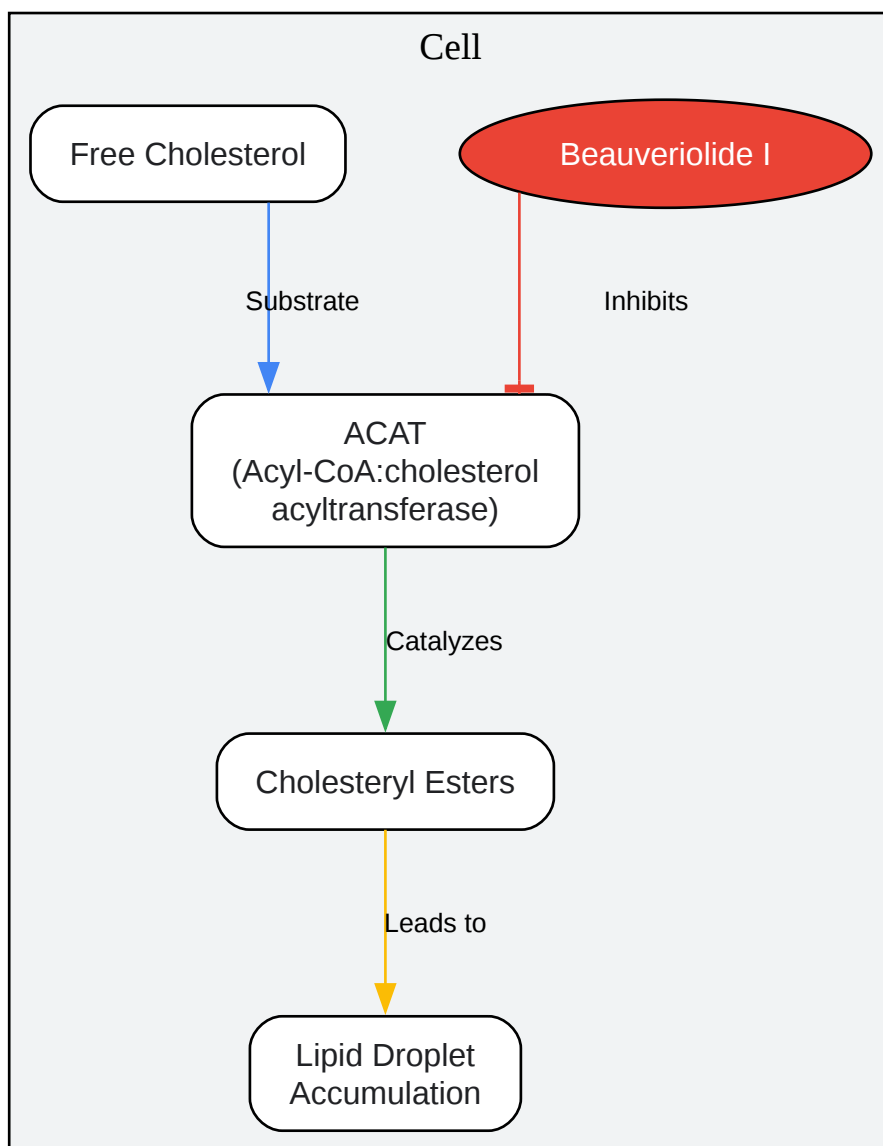 Cell
Free Cholesterol
Beauveriolide I
Substrate
Inhibits
ACAT
(Acyl-CoA:cholesterol
acyltransferase)
Catalyzes
Cholesteryl Esters
Leads to
Lipid Droplet
Accumulation